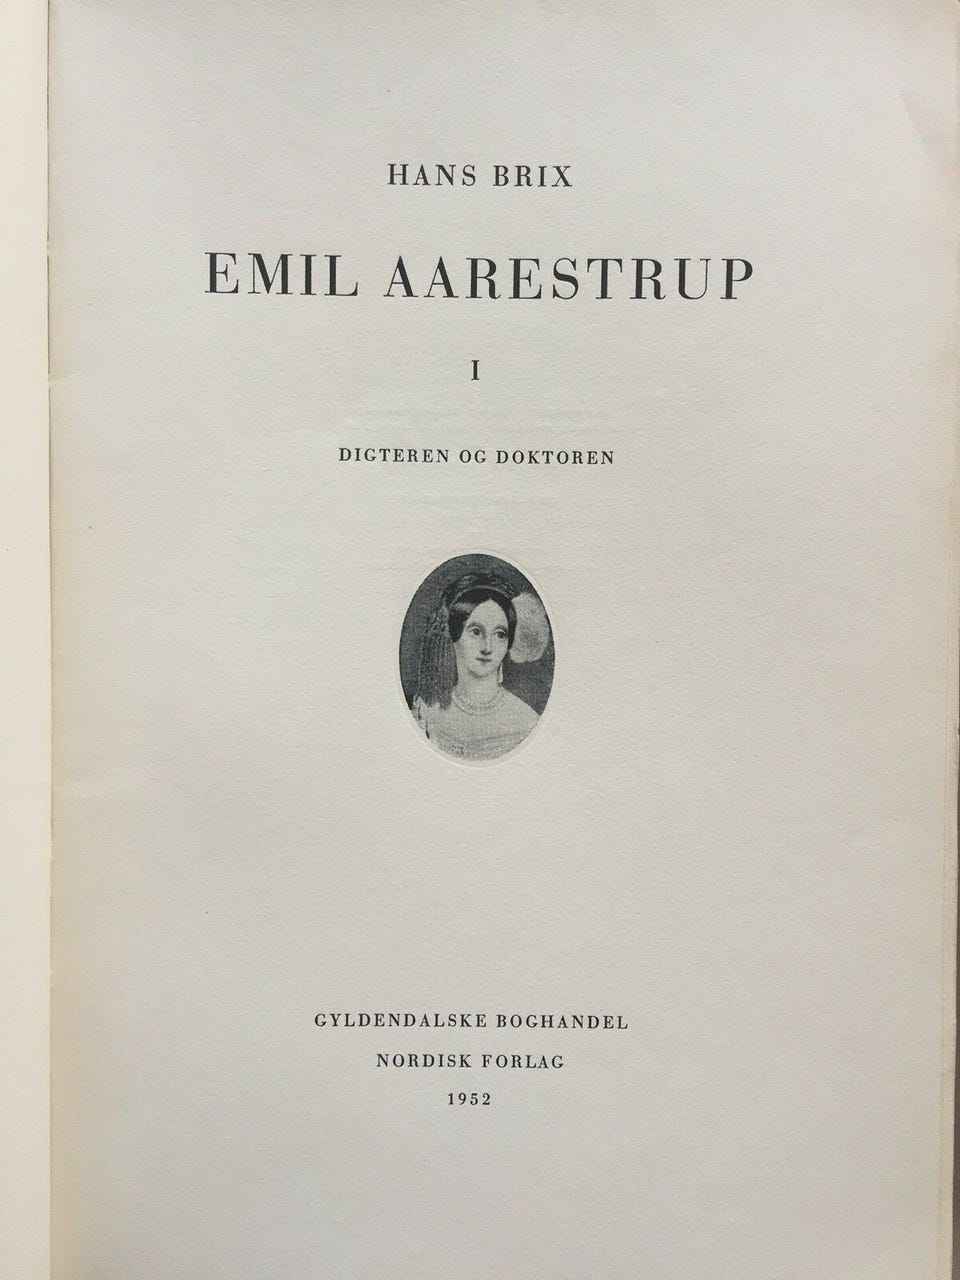 HANS BRIX
EMIL AARESTRUP
I
DIGTEREN OG DOKTOREN
GYLDENDALSKE BOGHANDEL
NORDISK FORLAG
1952